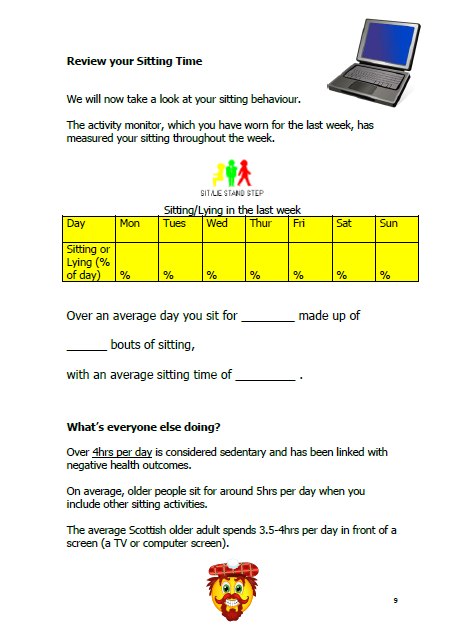 Review your Sitting Time
We will now take a look at your sitting behaviour.
The activity monitor, which you have worn for the last week, has
measured your sitting throughout the week.
SIT/LIE STAND STEP
Sitting/Lying in the last week
Day Mon Tues Wed Thur Fri Sat Sun
Sitting or
Lying (%
of day) % % % % % % %
Over an average day you sit for ________ made up of
______ bouts of sitting,
with an average sitting time of _________ .
What's everyone else doing?
Over 4hrs per day is considered sedentary and has been linked with
negative health outcomes.
On average, older people sit for around 5hrs per day when you
include other sitting activities.
The average Scottish older adult spends 3.5-4hrs per day in front of a
screen (a TV or computer screen).
9